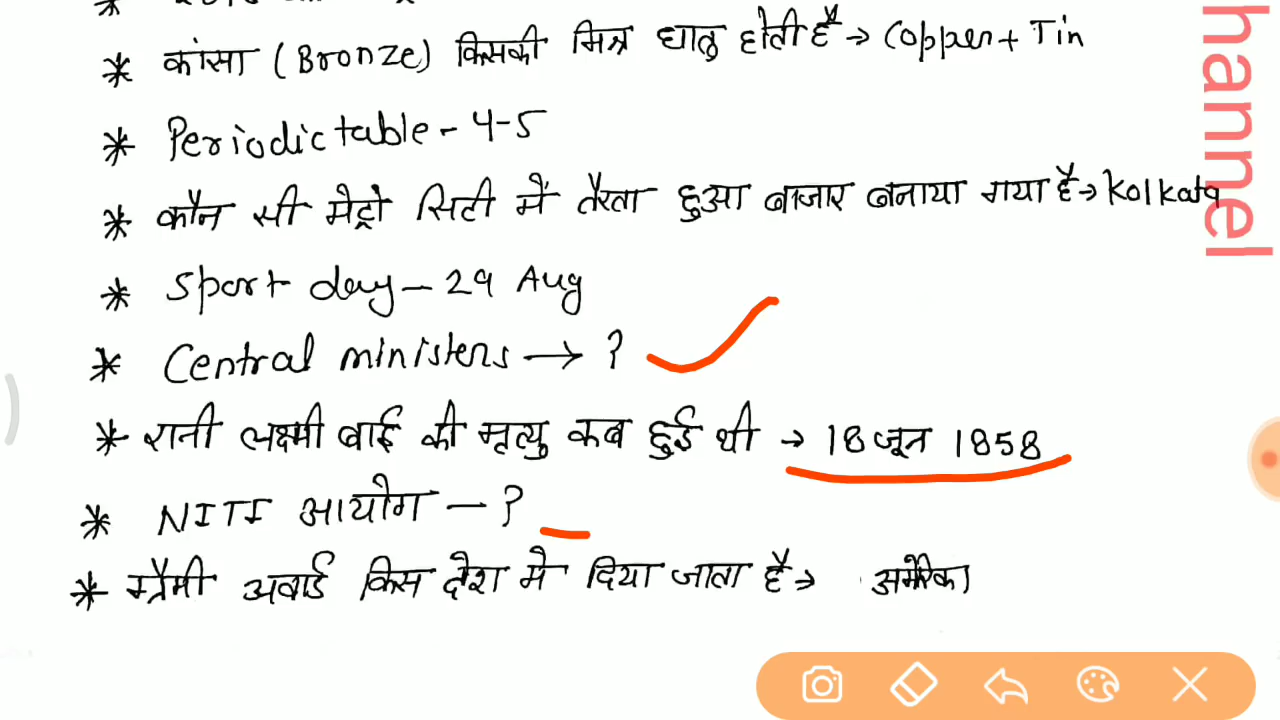 * कांसा (Bronze) किसकी मिश्र धातु होती है → Copper + Tin
* Periodic table - 4-5
* कौन सी मेट्रो सिटी में तैरता हुआ बाजार बनाया गया है → Kolkata
* Sport day - 29 Aug
* Central ministers → ?
* रानी लक्ष्मी बाई की मृत्यु कब हुई थी → 18 जून 1858
* NITI आयोग - ?
* ग्रैमी अवार्ड किस देश मे दिया जाता है → अमेरिका
hannel